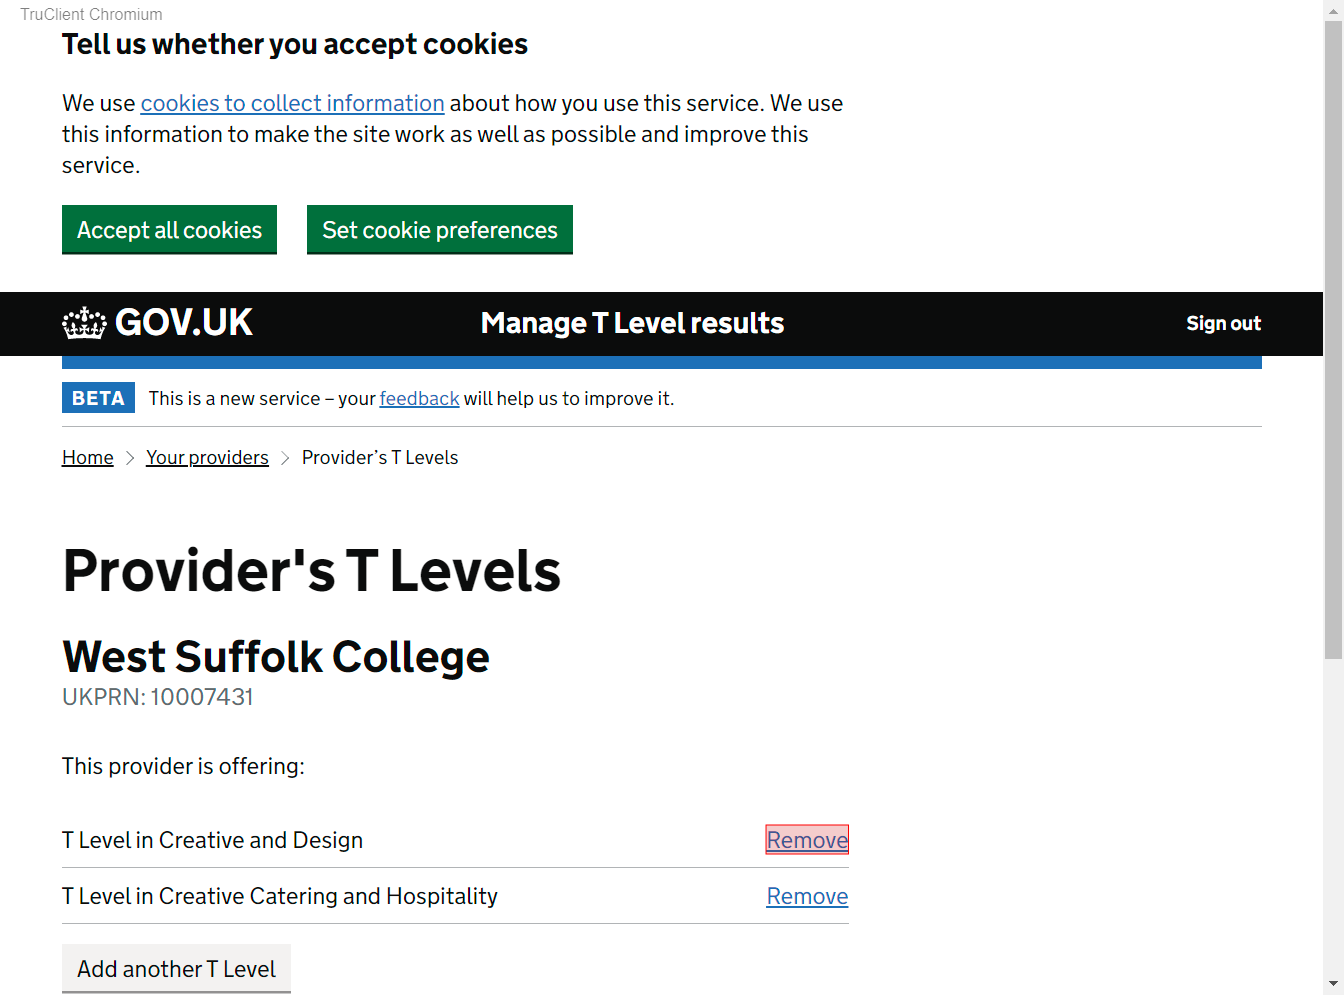 TruClient Chromium
Tell us whether you accept cookies
We use cookies to collect information about how you use this service. We use
this information to make the site work as well as possible and improve this
service.
Accept all cookies Set cookie preferences
GOV.UK Manage T Level results Sign out
BETA This is a new service – your feedback will help us to improve it.
Home Your providers Provider’s T Levels
Provider's T Levels
West Suffolk College
UKPRN: 10007431
This provider is offering:
T Level in Creative and Design Remove
T Level in Creative Catering and Hospitality Remove
Add another T Level